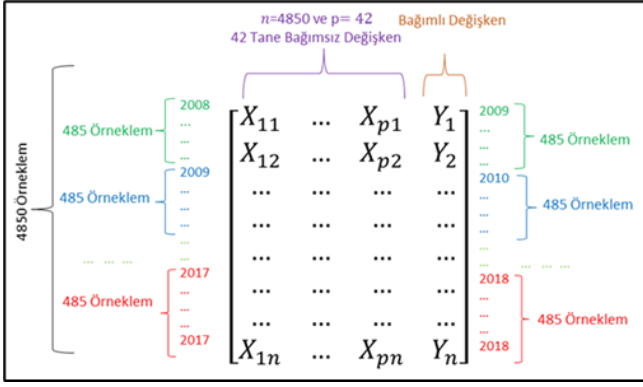 n=4850 ve p= 42
42 Tane Bağımsız Değişken
Bağımlı Değişken
4850 Örneklem
485 Örneklem
2008
...
...
...
485 Örneklem
2009
...
...
...
...
... ... ...
485 Örneklem
2017
...
...
...
2017
X11 ... Xp1 Y1
X12 ... Xp2 Y2
... ... ... ...
... ... ... ...
... ... ... ...
... ... ... ...
... ... ... ...
X1n ... Xpn Yn
2009
...
...
...
485 Örneklem
2010
...
...
...
485 Örneklem
...
... ... ...
2018
...
...
...
2018
485 Örneklem